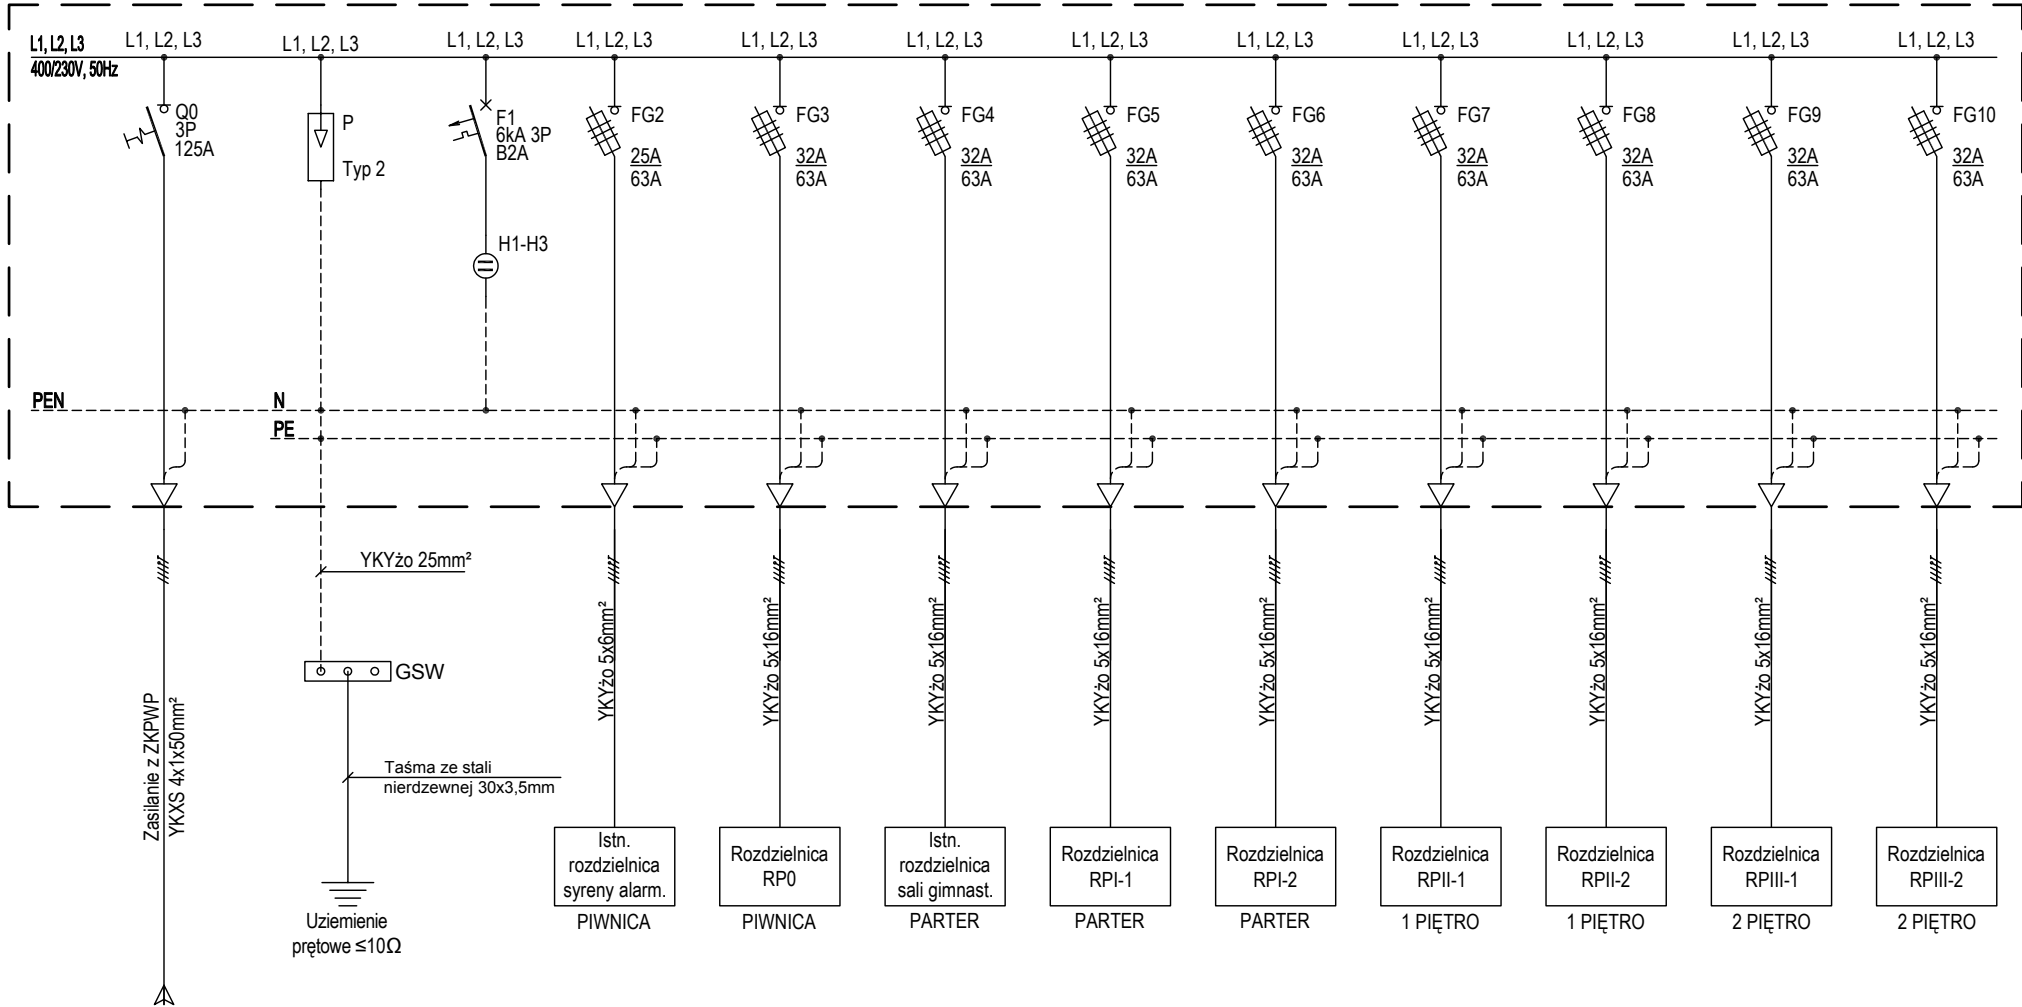 L1, L2, L3
400/230V, 50Hz
L1, L2, L3
L1, L2, L3
L1, L2, L3
L1, L2, L3
L1, L2, L3
L1, L2, L3
L1, L2, L3
L1, L2, L3
L1, L2, L3
L1, L2, L3
L1, L2, L3
L1, L2, L3
Q0
3P
125A
P
Typ 2
F1
6kA 3P
B2A
H1-H3
FG2
25A
63A
FG3
32A
63A
FG4
32A
63A
FG5
32A
63A
FG6
32A
63A
FG7
32A
63A
FG8
32A
63A
FG9
32A
63A
FG10
32A
63A
PEN
N
PE
Zasilanie z ZKPWP
YKXS 4x1x50mm²
YKYżo 25mm²
GSW
Taśma ze stali
nierdzewnej 30x3,5mm
Uziemienie
prętowe ≤10Ω
YKYżo 5x6mm²
YKYżo 5x16mm²
YKYżo 5x16mm²
YKYżo 5x16mm²
YKYżo 5x16mm²
YKYżo 5x16mm²
YKYżo 5x16mm²
YKYżo 5x16mm²
YKYżo 5x16mm²
Istn.
rozdzielnica
syreny alarm.
PIWNICA
Rozdzielnica
RP0
PIWNICA
Istn.
rozdzielnica
sali gimnast.
PARTER
Rozdzielnica
RPI-1
PARTER
Rozdzielnica
RPI-2
PARTER
Rozdzielnica
RPII-1
1 PIĘTRO
Rozdzielnica
RPII-2
1 PIĘTRO
Rozdzielnica
RPIII-1
2 PIĘTRO
Rozdzielnica
RPIII-2
2 PIĘTRO